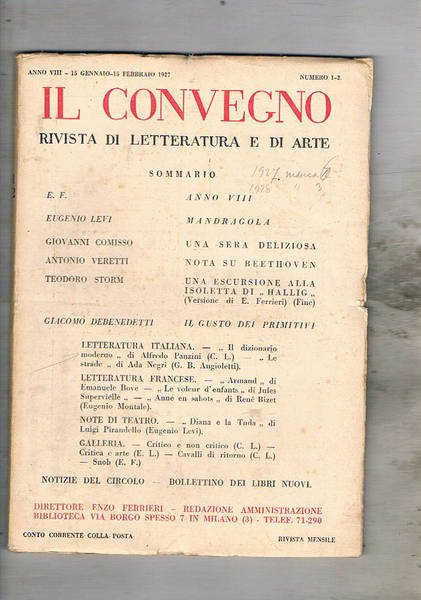 ANNO VIII - 15 GENNAIO-15 FEBBRAIO 1927 NUMERO 1-2.
IL CONVEGNO
RIVISTA DI LETTERATURA E DI ARTE
SOMMARIO
1927 manca 6
1928 " 3
E. F. ANNO VIII
EUGENIO LEVI MANDRAGOLA
GIOVANNI COMISSO UNA SERA DELIZIOSA
ANTONIO VERETTI NOTA SU BEETHOVEN
TEODORO STORM UNA ESCURSIONE ALLA
ISOLETTA DI „ HALLIG „
(Versione di E. Ferrieri) (Fine)
GIACOMO DEBENEDETTI IL GUSTO DEI PRIMITIVI
LETTERATURA ITALIANA. — „ Il dizionario
moderno „ di Alfredo Panzini (C. L.) — „ Le
strade „ di Ada Negri (G. B. Angioletti).
LETTERATURA FRANCESE. — „ Armand „ di
Emanuele Bove — „ Le voleur d'enfants „ di Jules
Supervielle „ — „ Anne en sabots „ di René Bizet
(Eugenio Montale).
NOTE DI TEATRO. — „ Diana e la Tuda „ di
Luigi Pirandello (Eugenio Levi).
GALLERIA. — Critico e non critico (C. L.) —
Critica e arte (E. L.) — Cavalli di ritorno (C. L.)
— Snob (E. F.)
NOTIZIE DEL CIRCOLO — BOLLETTINO DEI LIBRI NUOVI.
DIRETTORE ENZO FERRIERI - REDAZIONE AMMINISTRAZIONE
BIBLIOTECA VIA BORGO SPESSO 7 IN MILANO (3) - TELEF. 71-290
CONTO CORRENTE COLLA POSTA RIVISTA MENSILE